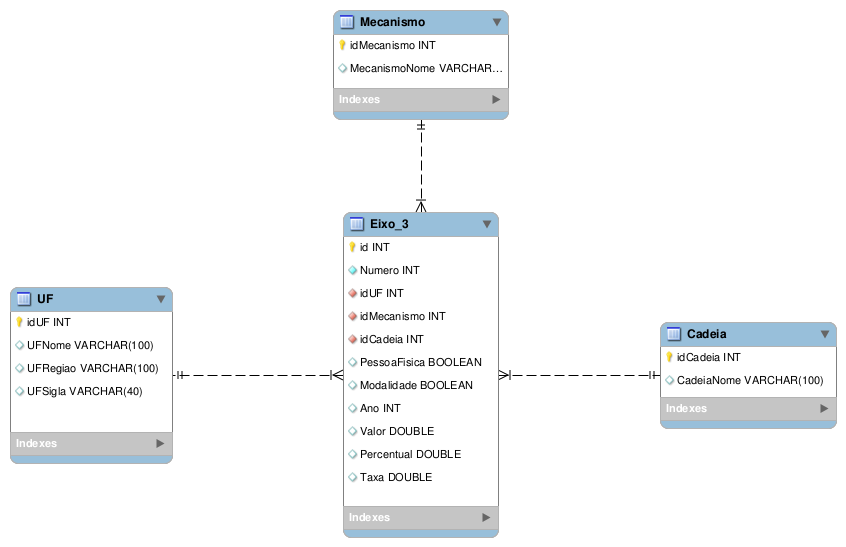 Mecanismo
idMecanismo INT
MecanismoNome VARCHAR...
Indexes
Eixo_3
id INT
Numero INT
idUF INT
idMecanismo INT
idCadeia INT
PessoaFisica BOOLEAN
Modalidade BOOLEAN
Ano INT
Valor DOUBLE
Percentual DOUBLE
Taxa DOUBLE
Indexes
UF
idUF INT
UFNome VARCHAR(100)
UFRegiao VARCHAR(100)
UFSigla VARCHAR(40)
Indexes
Cadeia
idCadeia INT
CadeiaNome VARCHAR(100)
Indexes